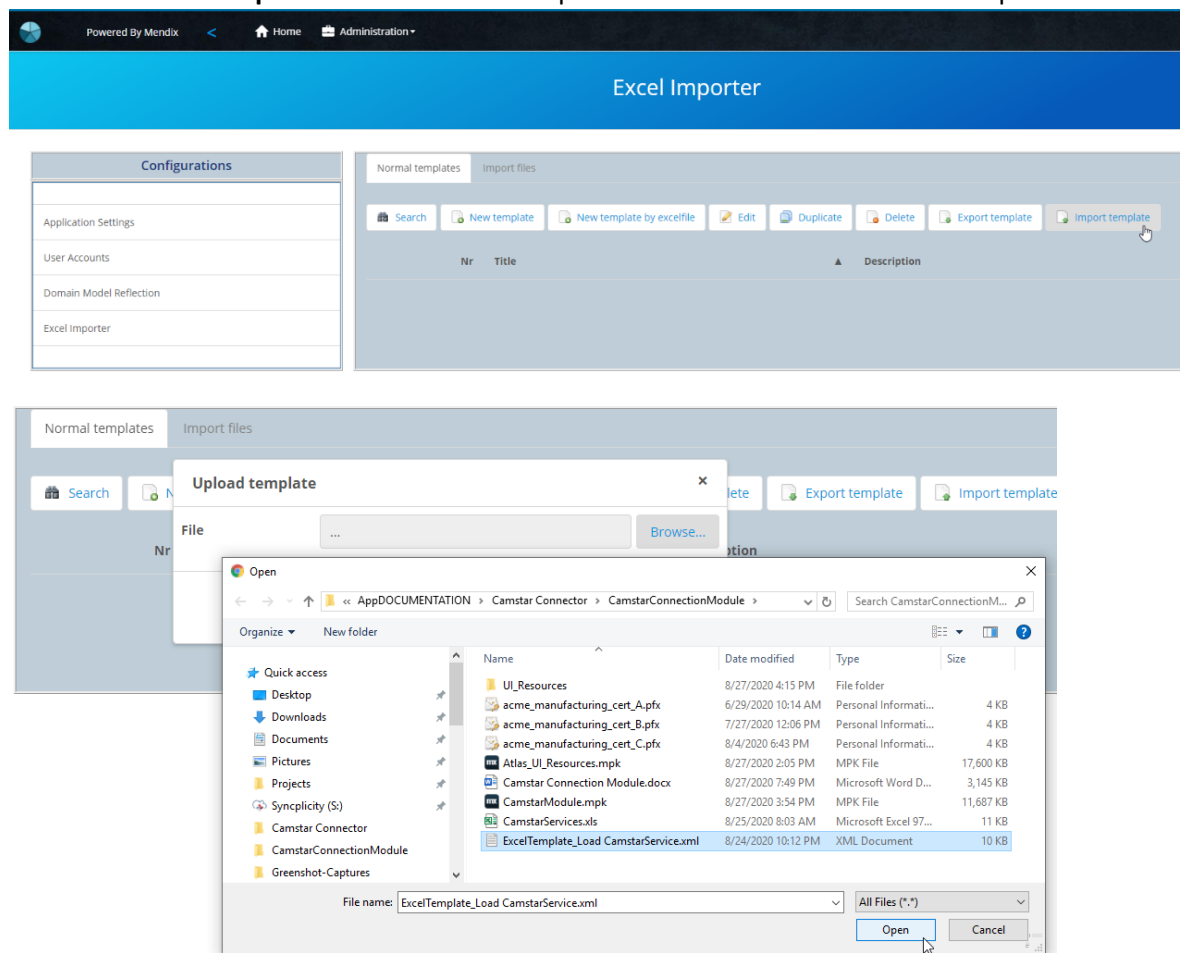 Powered By Mendix < Home Administration
Excel Importer
Configurations
Application Settings
User Accounts
Domain Model Reflection
Excel Importer
Normal templates Import files
Search New template New template by excelfile Edit Duplicate Delete Export template Import template
Nr Title ▲ Description
Normal templates Import files
Search N lete Export template Import template
Upload template ×
File ... Browse...
Nr ption
Open
« AppDOCUMENTATION > Camstar Connector > CamstarConnectionModule > Search CamstarConnectionM...
Organize New folder
Name Date modified Type Size
Quick access
Desktop
Downloads
Documents
Pictures
Projects
Syncplicity (S:)
Camstar Connector
CamstarConnectionModule
Greenshot-Captures
UI_Resources 8/27/2020 4:15 PM File folder
acme_manufacturing_cert_A.pfx 6/29/2020 10:14 AM Personal Informati... 4 KB
acme_manufacturing_cert_B.pfx 7/27/2020 12:06 PM Personal Informati... 4 KB
acme_manufacturing_cert_C.pfx 8/4/2020 6:43 PM Personal Informati... 4 KB
Atlas_UI_Resources.mpk 8/27/2020 2:05 PM MPK File 17,600 KB
Camstar Connection Module.docx 8/27/2020 7:49 PM Microsoft Word D... 3,145 KB
CamstarModule.mpk 8/27/2020 3:54 PM MPK File 11,687 KB
CamstarServices.xls 8/25/2020 8:03 AM Microsoft Excel 97... 11 KB
ExcelTemplate_Load CamstarService.xml 8/24/2020 10:12 PM XML Document 10 KB
File name: ExcelTemplate_Load CamstarService.xml All Files (*.*)
Open Cancel